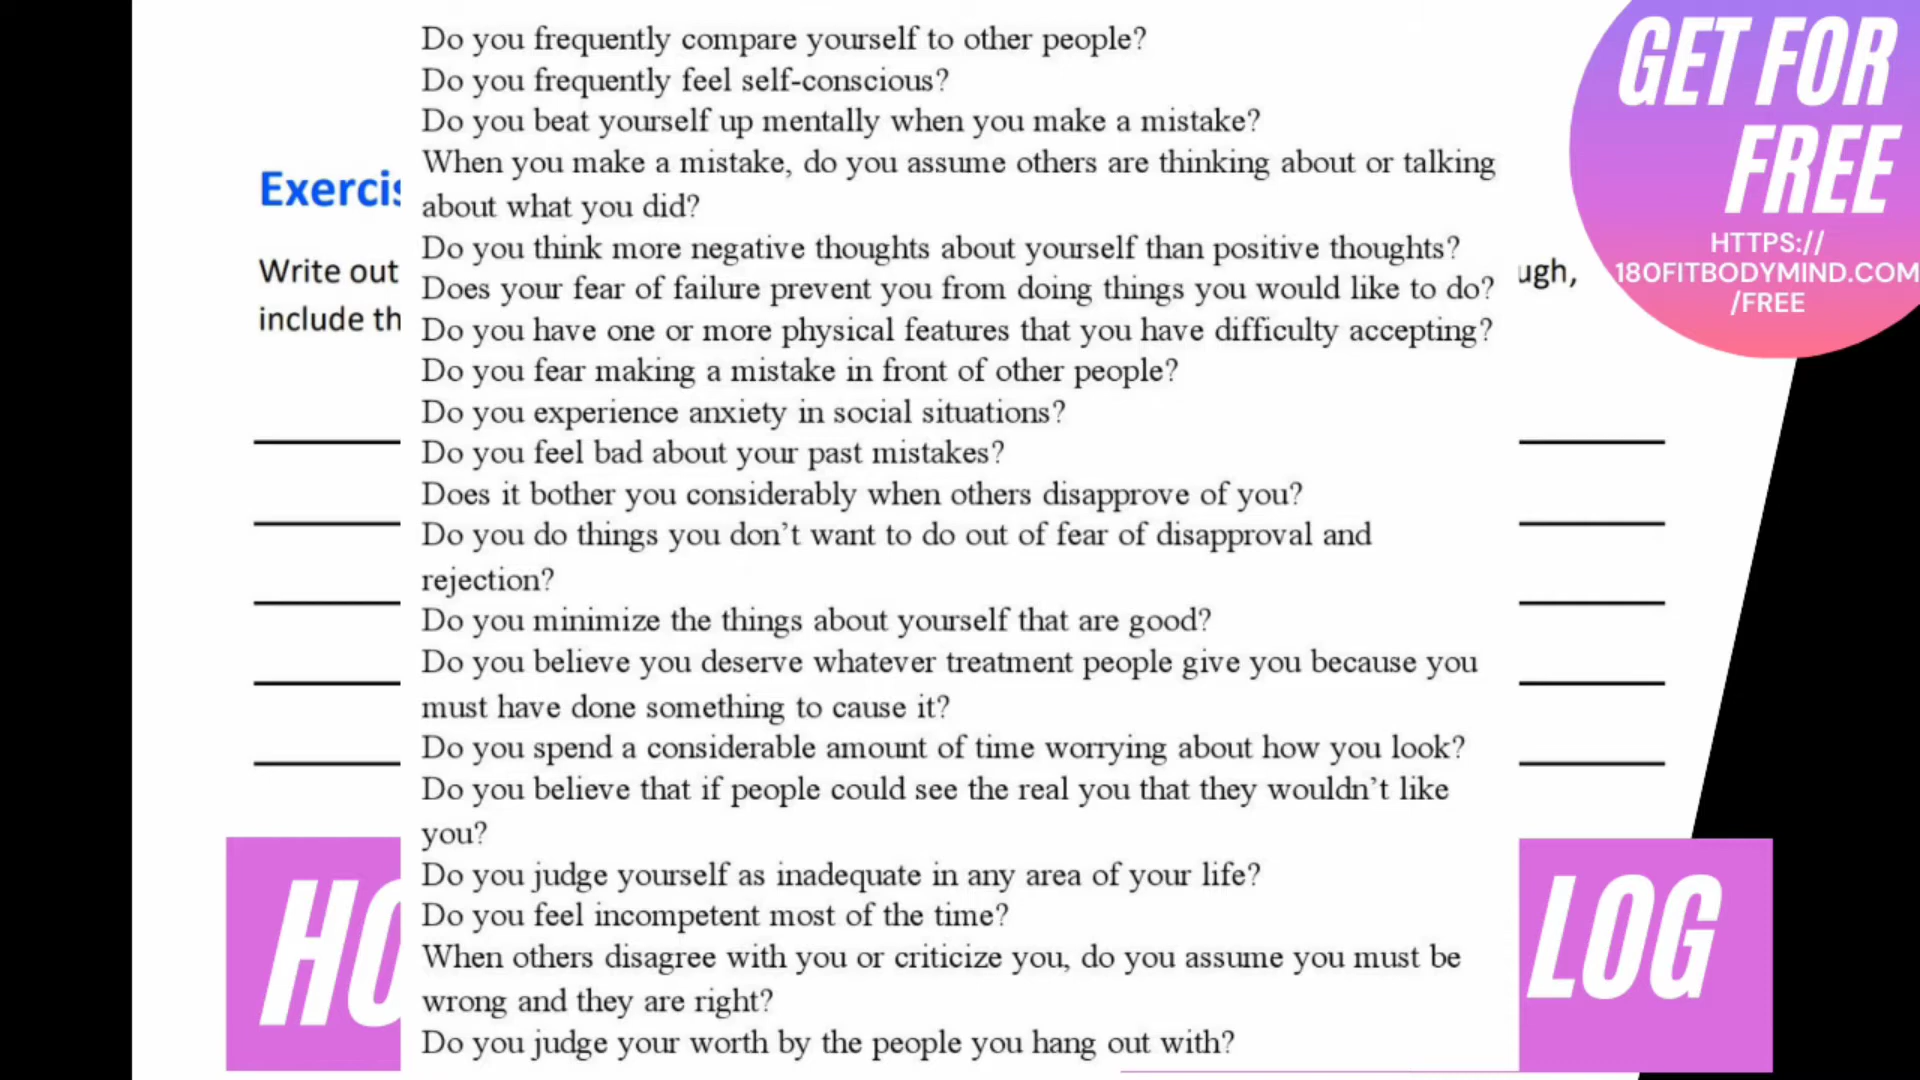 Do you frequently compare yourself to other people?
Do you frequently feel self-conscious?
Do you beat yourself up mentally when you make a mistake?
When you make a mistake, do you assume others are thinking about or talking
about what you did?
Do you think more negative thoughts about yourself than positive thoughts?
Does your fear of failure prevent you from doing things you would like to do?
Do you have one or more physical features that you have difficulty accepting?
Do you fear making a mistake in front of other people?
Do you experience anxiety in social situations?
Do you feel bad about your past mistakes?
Does it bother you considerably when others disapprove of you?
Do you do things you don’t want to do out of fear of disapproval and
rejection?
Do you minimize the things about yourself that are good?
Do you believe you deserve whatever treatment people give you because you
must have done something to cause it?
Do you spend a considerable amount of time worrying about how you look?
Do you believe that if people could see the real you that they wouldn’t like
you?
Do you judge yourself as inadequate in any area of your life?
Do you feel incompetent most of the time?
When others disagree with you or criticize you, do you assume you must be
wrong and they are right?
Do you judge your worth by the people you hang out with?
GET FOR
FREE
HTTPS://
180FITBODYMIND.COM
/FREE
Write out
include
LOG